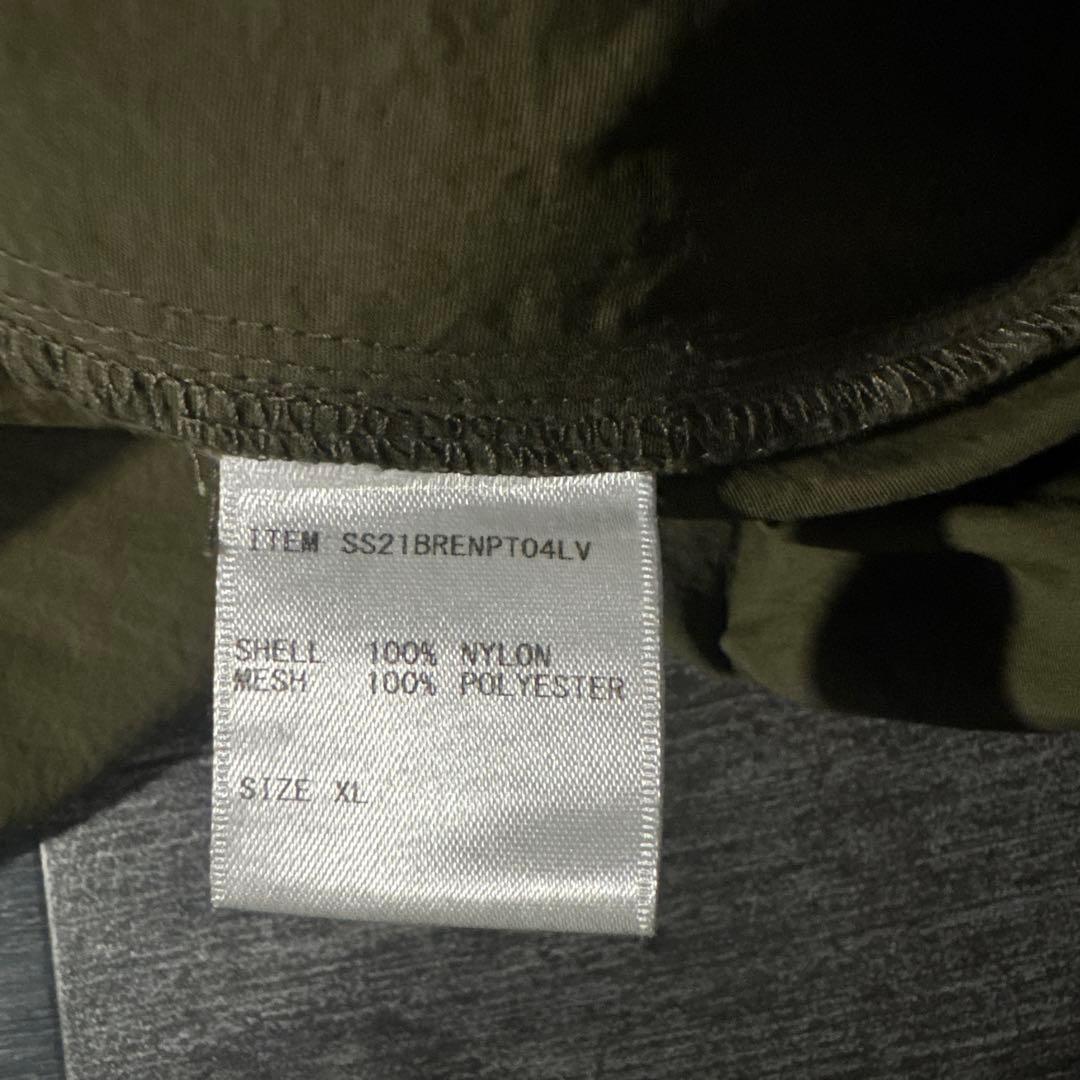 ITEM SS21BRENPT04LV
SHELL 100% NYLON
MESH 100% POLYESTER
SIZE XL